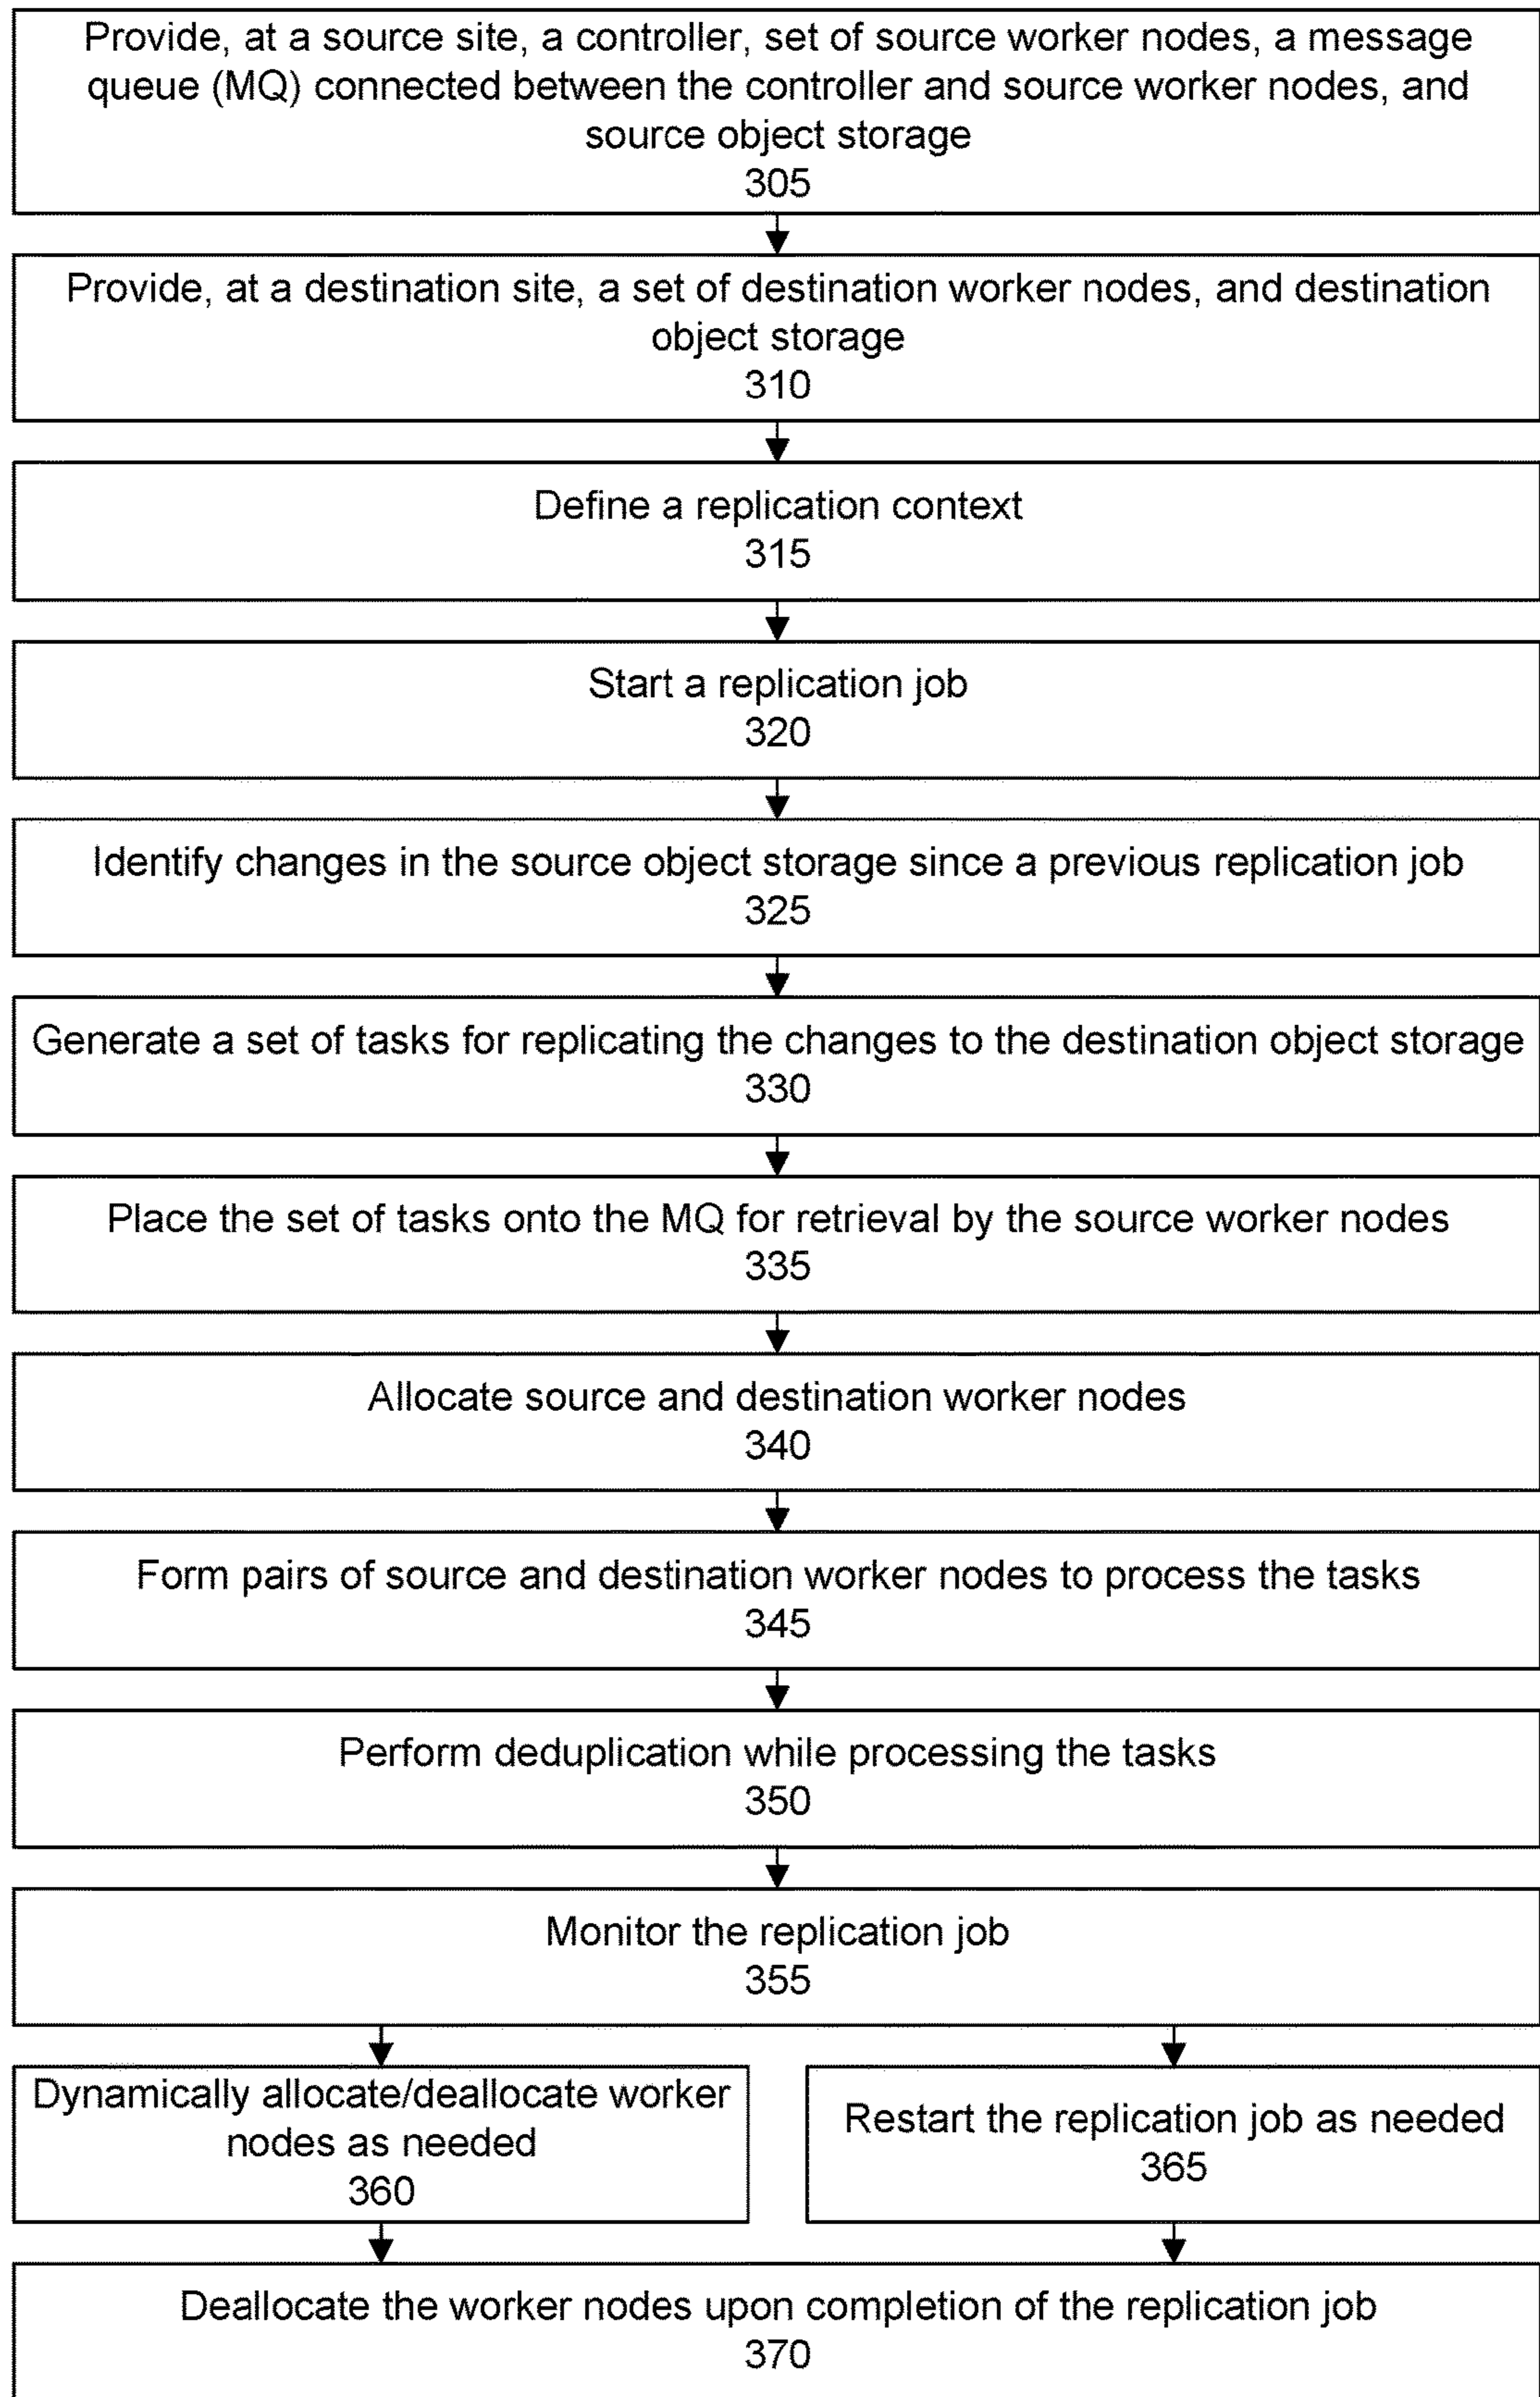 Provide, at a source site, a controller, set of source worker nodes, a message
queue (MQ) connected between the controller and source worker nodes, and
source object storage
305
Provide, at a destination site, a set of destination worker nodes, and destination
object storage
310
Define a replication context
315
Start a replication job
320
Identify changes in the source object storage since a previous replication job
325
Generate a set of tasks for replicating the changes to the destination object storage
330
Place the set of tasks onto the MQ for retrieval by the source worker nodes
335
Allocate source and destination worker nodes
340
Form pairs of source and destination worker nodes to process the tasks
345
Perform deduplication while processing the tasks
350
Monitor the replication job
355
Dynamically allocate/deallocate worker
nodes as needed
360
Restart the replication job as needed
365
Deallocate the worker nodes upon completion of the replication job
370